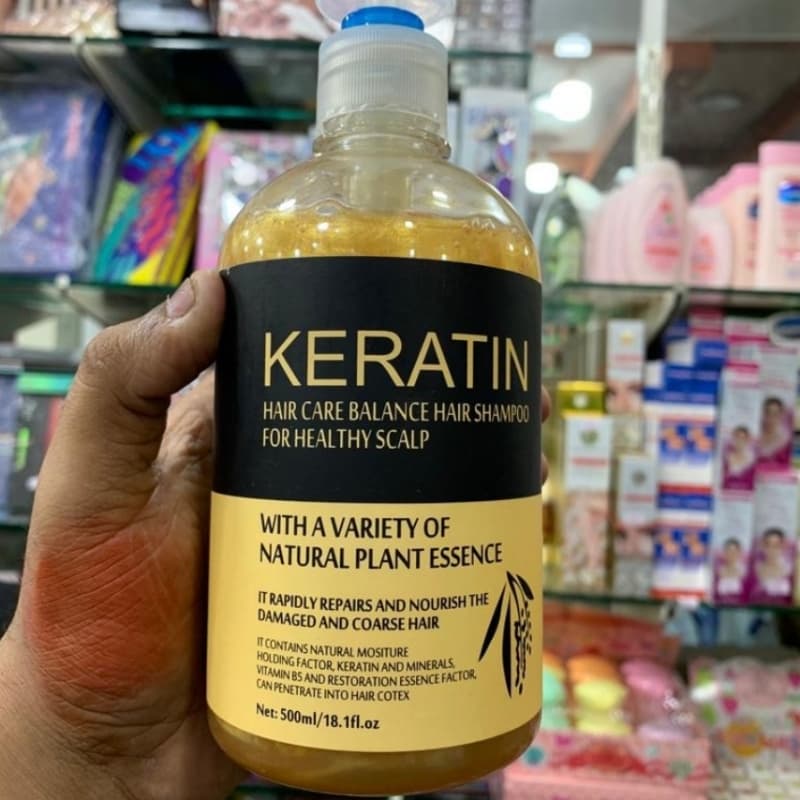 KERATIN
HAIR CARE BALANCE HAIR SHAMPOO
FOR HEALTHY SCALP
WITH A VARIETY OF
NATURAL PLANT ESSENCE
IT RAPIDLY REPAIRS AND NOURISH THE
DAMAGED AND COARSE HAIR
IT CONTAINS NATURAL MOSITURE
HOLDING FACTOR, KERATIN AND MINERALS,
VITAMIN B5 AND RESTORATION ESSENCE FACTOR,
CAN PENETRATE INTO HAIR COTEX
Net: 500ml/18.1fl.oz